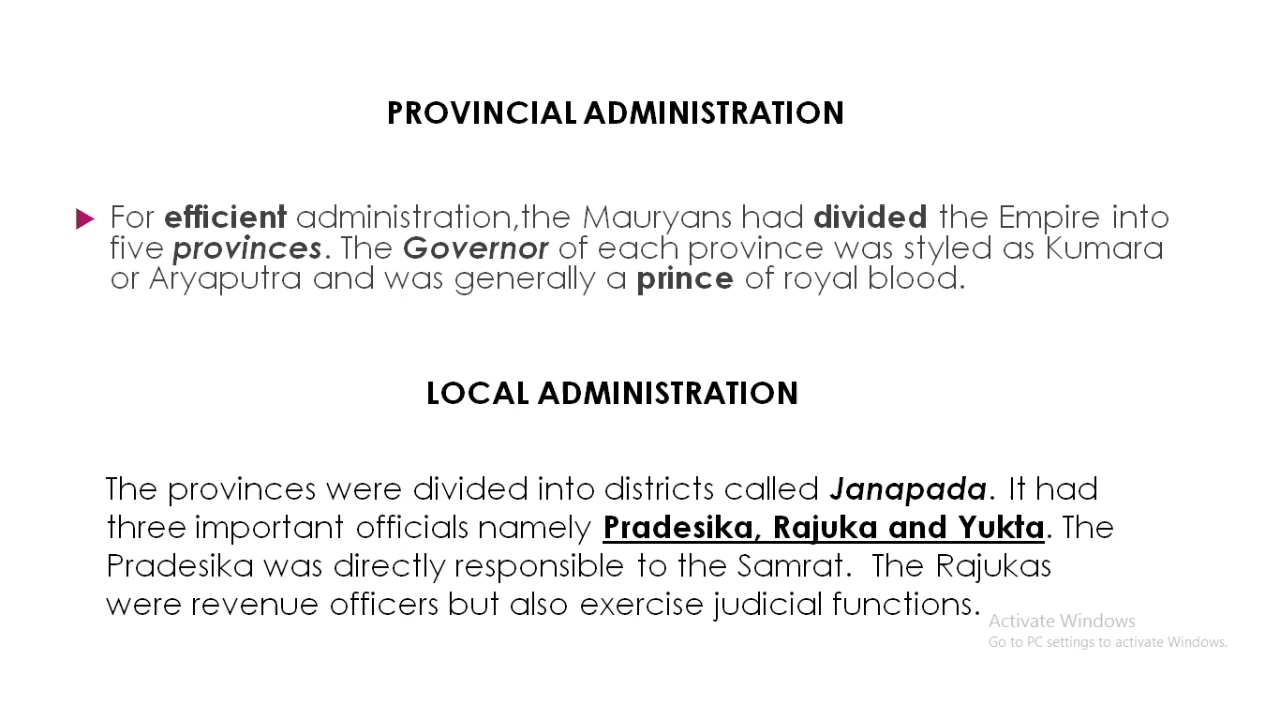 PROVINCIAL ADMINISTRATION
For efficient administration,the Mauryans had divided the Empire into
five provinces. The Governor of each province was styled as Kumara
or Aryaputra and was generally a prince of royal blood.
LOCAL ADMINISTRATION
The provinces were divided into districts called Janapada. It had
three important officials namely Pradesika, Rajuka and Yukta. The
Pradesika was directly responsible to the Samrat.  The Rajukas
were revenue officers but also exercise judicial functions.
Activate Windows
Go to PC settings to activate Windows.